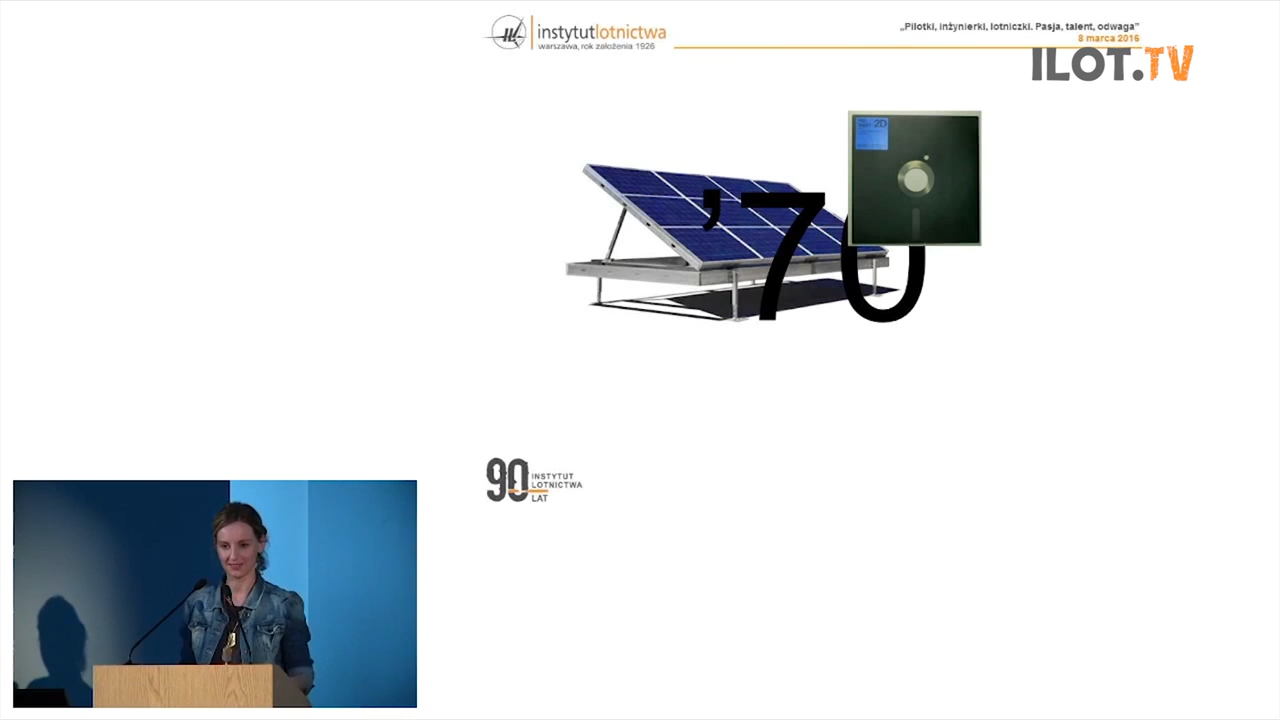 instytutlotnictwa
warszawa, rok założenia 1926
„Pilotki, inżynierki, lotniczki. Pasja, talent, odwaga”
8 marca 2016
ILOT.TV
2D
’70
90
INSTYTUT
LOTNICTWA
LAT